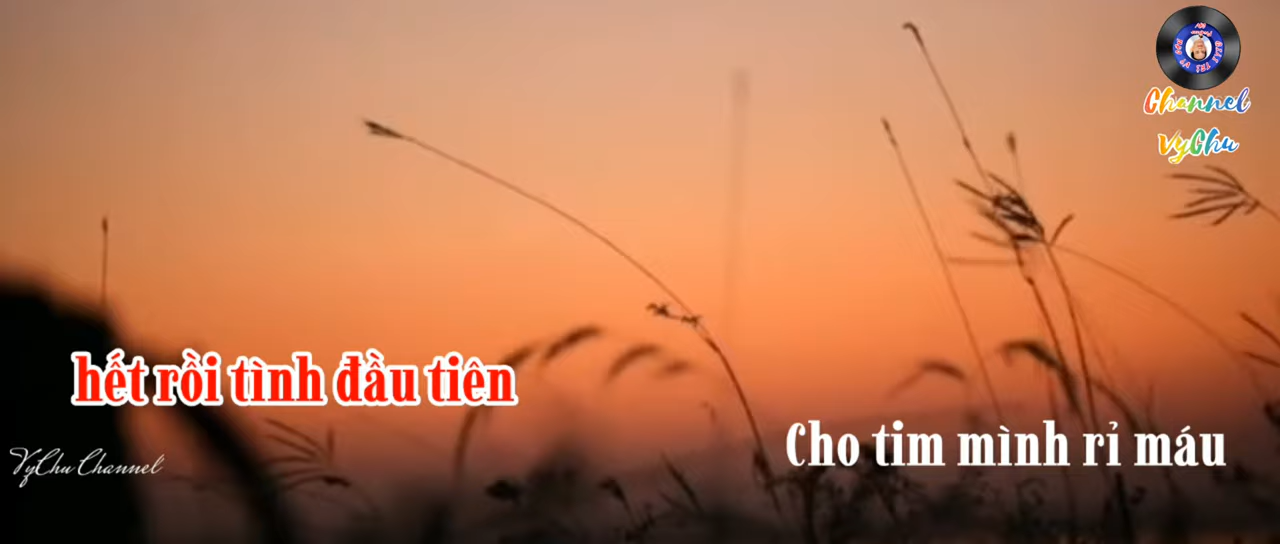 Channel
VyChu
hết rồi tình đầu tiên
Cho tim mình rỉ máu
VyChu Channel